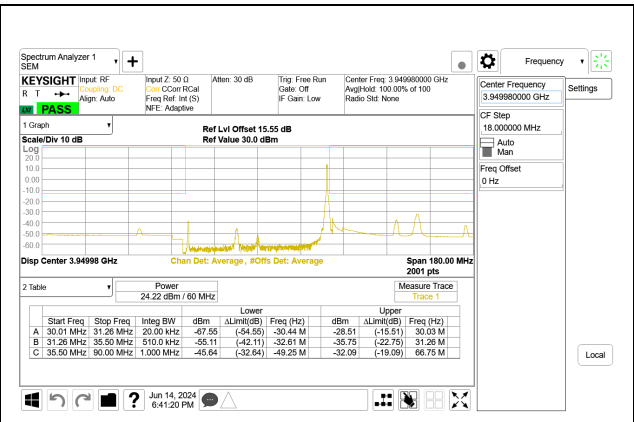 Spectrum Analyzer 1
SEM
Frequency
KEYSIGHT
R T
LXI PASS
Input: RF
Coupling: DC
Align: Auto
Input Z: 50 Ω
Corr CCorr RCal
Freq Ref: Int (S)
NFE: Adaptive
Atten: 30 dB
Trig: Free Run
Gate: Off
IF Gain: Low
Center Freq: 3.949980000 GHz
Avg|Hold: 100.00% of 100
Radio Std: None
Center Frequency
3.949980000 GHz
Settings
CF Step
18.000000 MHz
Auto
Man
Freq Offset
0 Hz
1 Graph
Scale/Div 10 dB
Ref Lvl Offset 15.55 dB
Ref Value 30.0 dBm
Log
20.0
10.0
0.00
-10.0
-20.0
-30.0
-40.0
-50.0
-60.0
Disp Center 3.94998 GHz
Chan Det: Average, #Offs Det: Average
Span 180.00 MHz
2001 pts
2 Table
Power
24.22 dBm / 60 MHz
Measure Trace
Trace 1
Lower Upper
Start Freq Stop Freq Integ BW dBm ΔLimit(dB) Freq (Hz) dBm ΔLimit(dB) Freq (Hz)
A 30.01 MHz 31.26 MHz 20.00 kHz -67.55 (-54.55) -30.44 M -28.51 (-15.51) 30.03 M
B 31.26 MHz 35.50 MHz 510.0 kHz -55.11 (-42.11) -32.61 M -35.75 (-22.75) 31.26 M
C 35.50 MHz 90.00 MHz 1.000 MHz -45.64 (-32.64) -49.25 M -32.09 (-19.09) 66.75 M
Local
Jun 14, 2024
6:41:20 PM